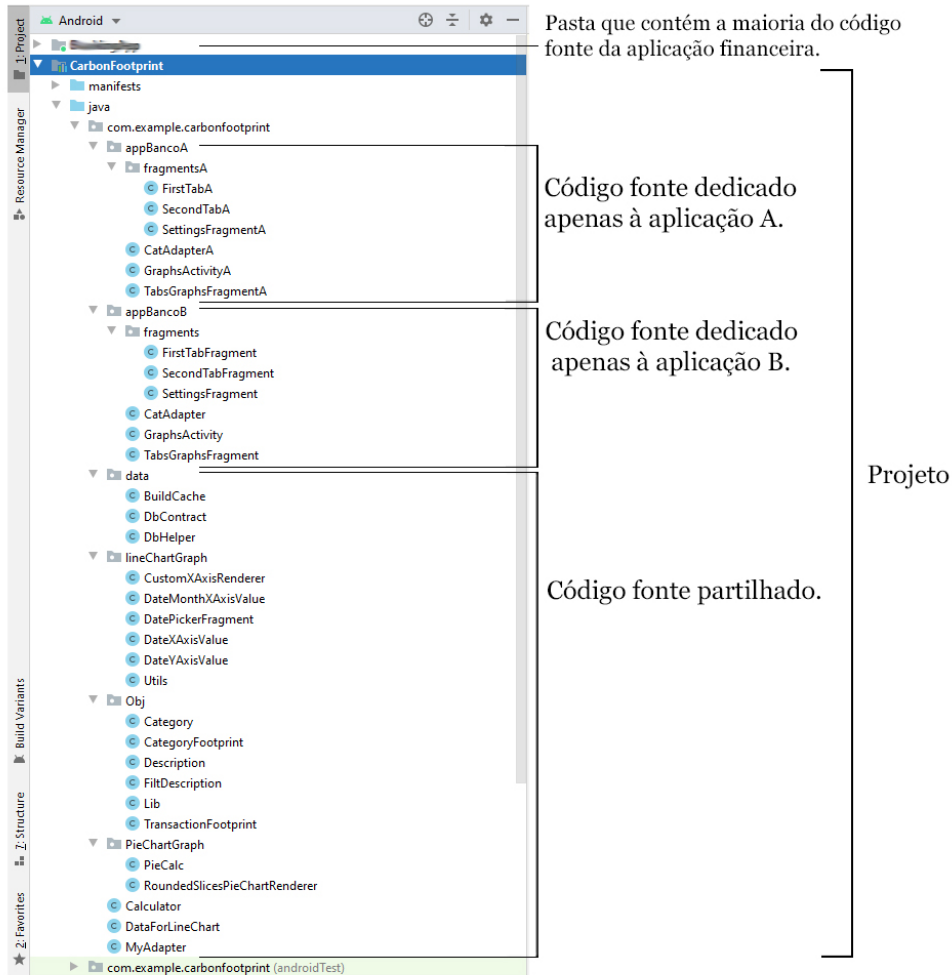 Android
Pasta que contém a maioria do código
fonte da aplicação financeira.
1: Project
Resource Manager
Build Variants
7: Structure
2: Favorites
CarbonFootprint
manifests
java
com.example.carbonfootprint
appBancoA
fragmentsA
FirstTabA
SecondTabA
SettingsFragmentA
CatAdapterA
GraphsActivityA
TabsGraphsFragmentA
Código fonte dedicado
apenas à aplicação A.
appBancoB
fragments
FirstTabFragment
SecondTabFragment
SettingsFragment
CatAdapter
GraphsActivity
TabsGraphsFragment
Código fonte dedicado
apenas à aplicação B.
data
BuildCache
DbContract
DbHelper
lineChartGraph
CustomXAxisRenderer
DateMonthXAxisValue
DatePickerFragment
DateXAxisValue
DateYAxisValue
Utils
Obj
Category
CategoryFootprint
Description
FiltDescription
Lib
TransactionFootprint
PieChartGraph
PieCalc
RoundedSlicesPieChartRenderer
Calculator
DataForLineChart
MyAdapter
Código fonte partilhado.
com.example.carbonfootprint (androidTest)
Projeto